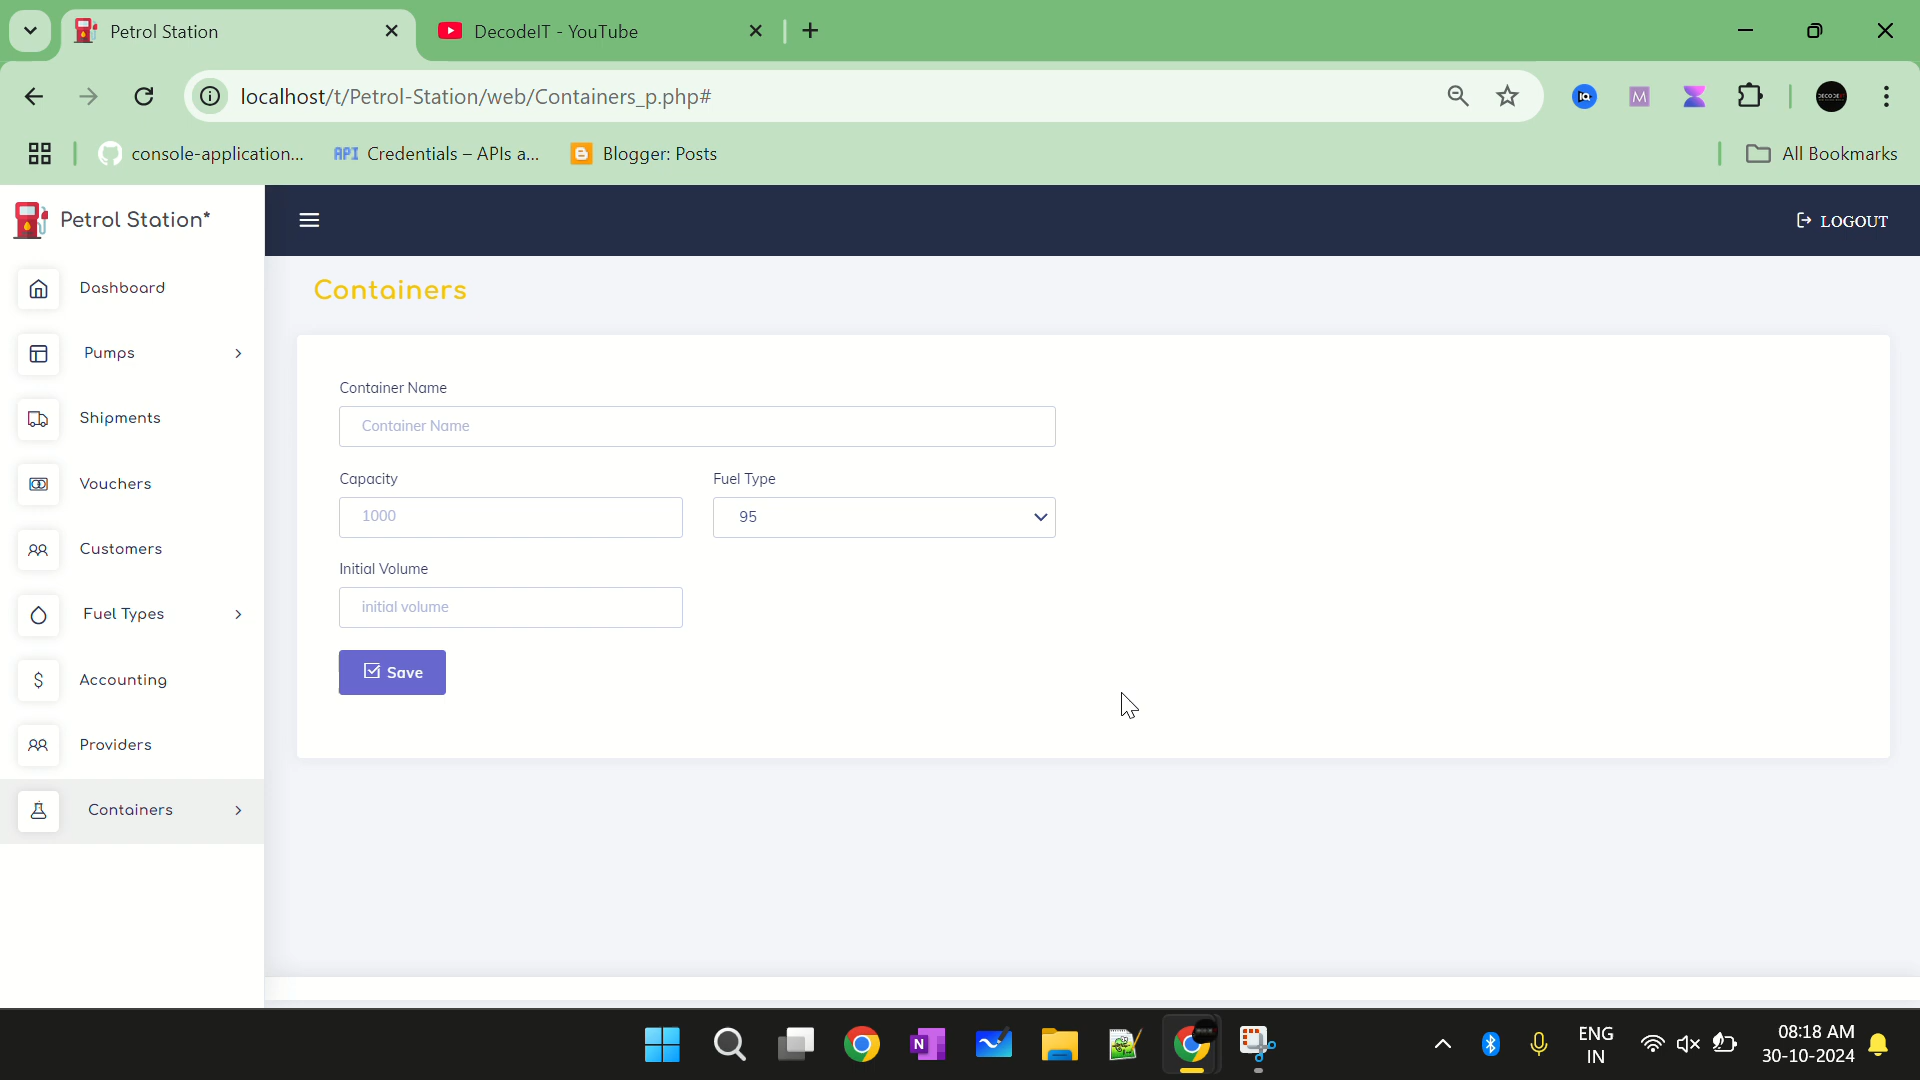 Petrol Station
DecodeIT - YouTube
localhost/t/Petrol-Station/web/Containers_p.php#
IQ
M
DECODEIT
console-application...
API Credentials – APIs a...
Blogger: Posts
All Bookmarks
Petrol Station*
LOGOUT
Dashboard
Pumps
Shipments
Vouchers
Customers
Fuel Types
$ Accounting
Providers
Containers
Containers
Container Name
Container Name
Capacity
Fuel Type
1000
95
Initial Volume
initial volume
Save
N
ENG
IN
08:18 AM
30-10-2024